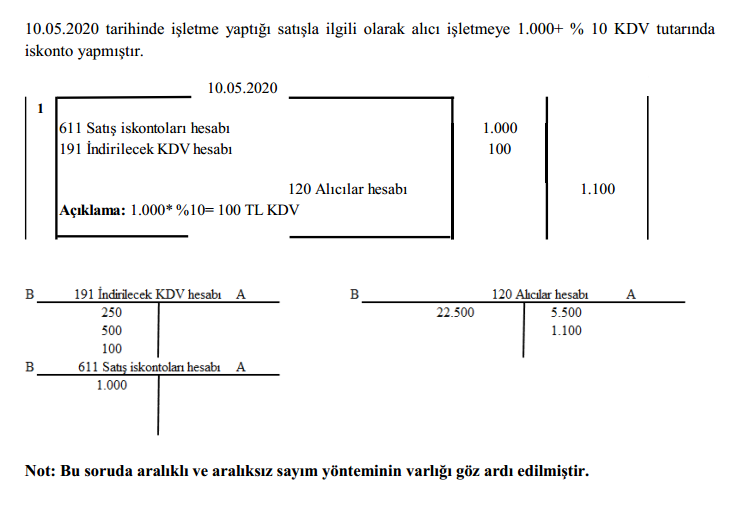 10.05.2020 tarihinde işletme yaptığı satışla ilgili olarak alıcı işletmeye 1.000+ % 10 KDV tutarında
iskonto yapmıştır.
10.05.2020
1
611 Satış iskontoları hesabı 1.000
191 İndirilecek KDV hesabı 100
120 Alıcılar hesabı 1.100
Açıklama: 1.000* %10= 100 TL KDV
B 191 İndirilecek KDV hesabı A
250
500
100
B 611 Satış iskontoları hesabı A
1.000
B 120 Alıcılar hesabı A
22.500 5.500
1.100
Not: Bu soruda aralıklı ve aralıksız sayım yönteminin varlığı göz ardı edilmiştir.